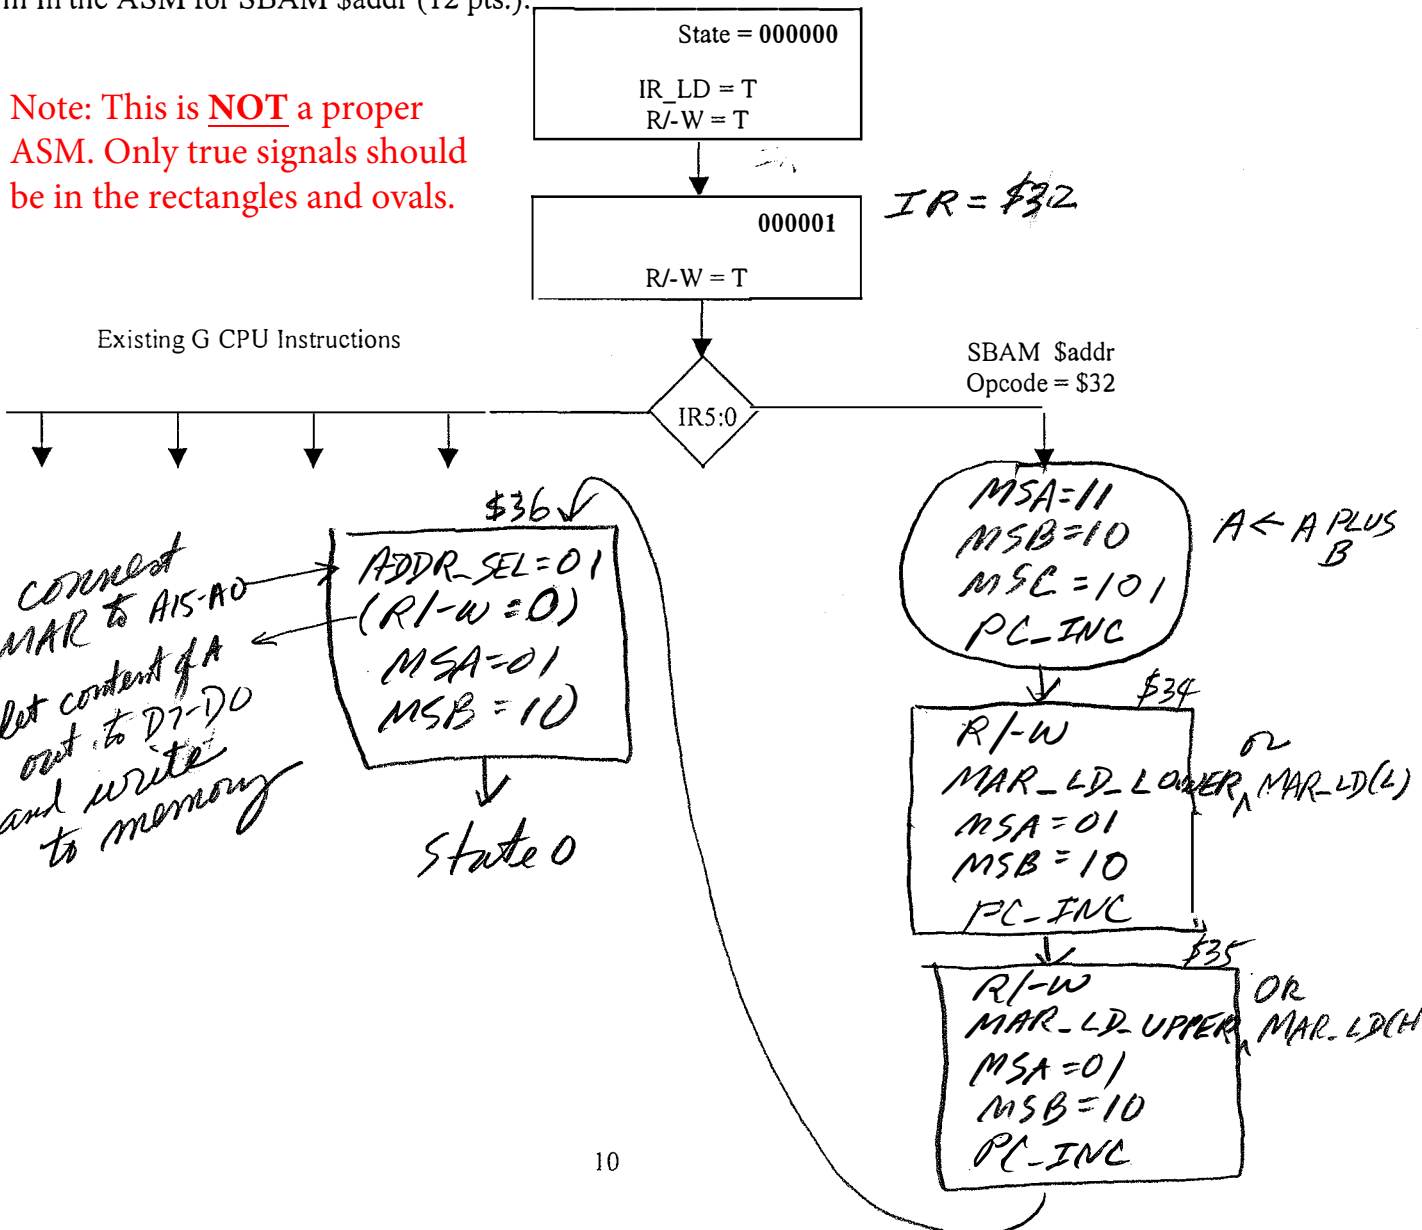 m in the ASM for SBAM $addr (12 pts.).
State = 000000
IR_LD = T
R/-W = T
Note: This is NOT a proper
ASM. Only true signals should
be in the rectangles and ovals.
000001
R/-W = T
IR = $32
Existing G CPU Instructions
SBAM $addr
Opcode = $32
IR5:0
MSA=11
MSB=10
MSC=101
PC_INC
A ← A PLUS
B
$34
R/-W
MAR_LD_LOWER, MAR_LD(L)
or
MSA=01
MSB=10
PC_INC
$35
R/-W
MAR_LD_UPPER, MAR_LD(H
OR
MSA=01
MSB=10
PC_INC
$36
ADDR_SEL=01
(R/-W=0)
MSA=01
MSB=10
State 0
connect
MAR to A15-A0
let content of A
out to D7-D0
and write
to memory
10